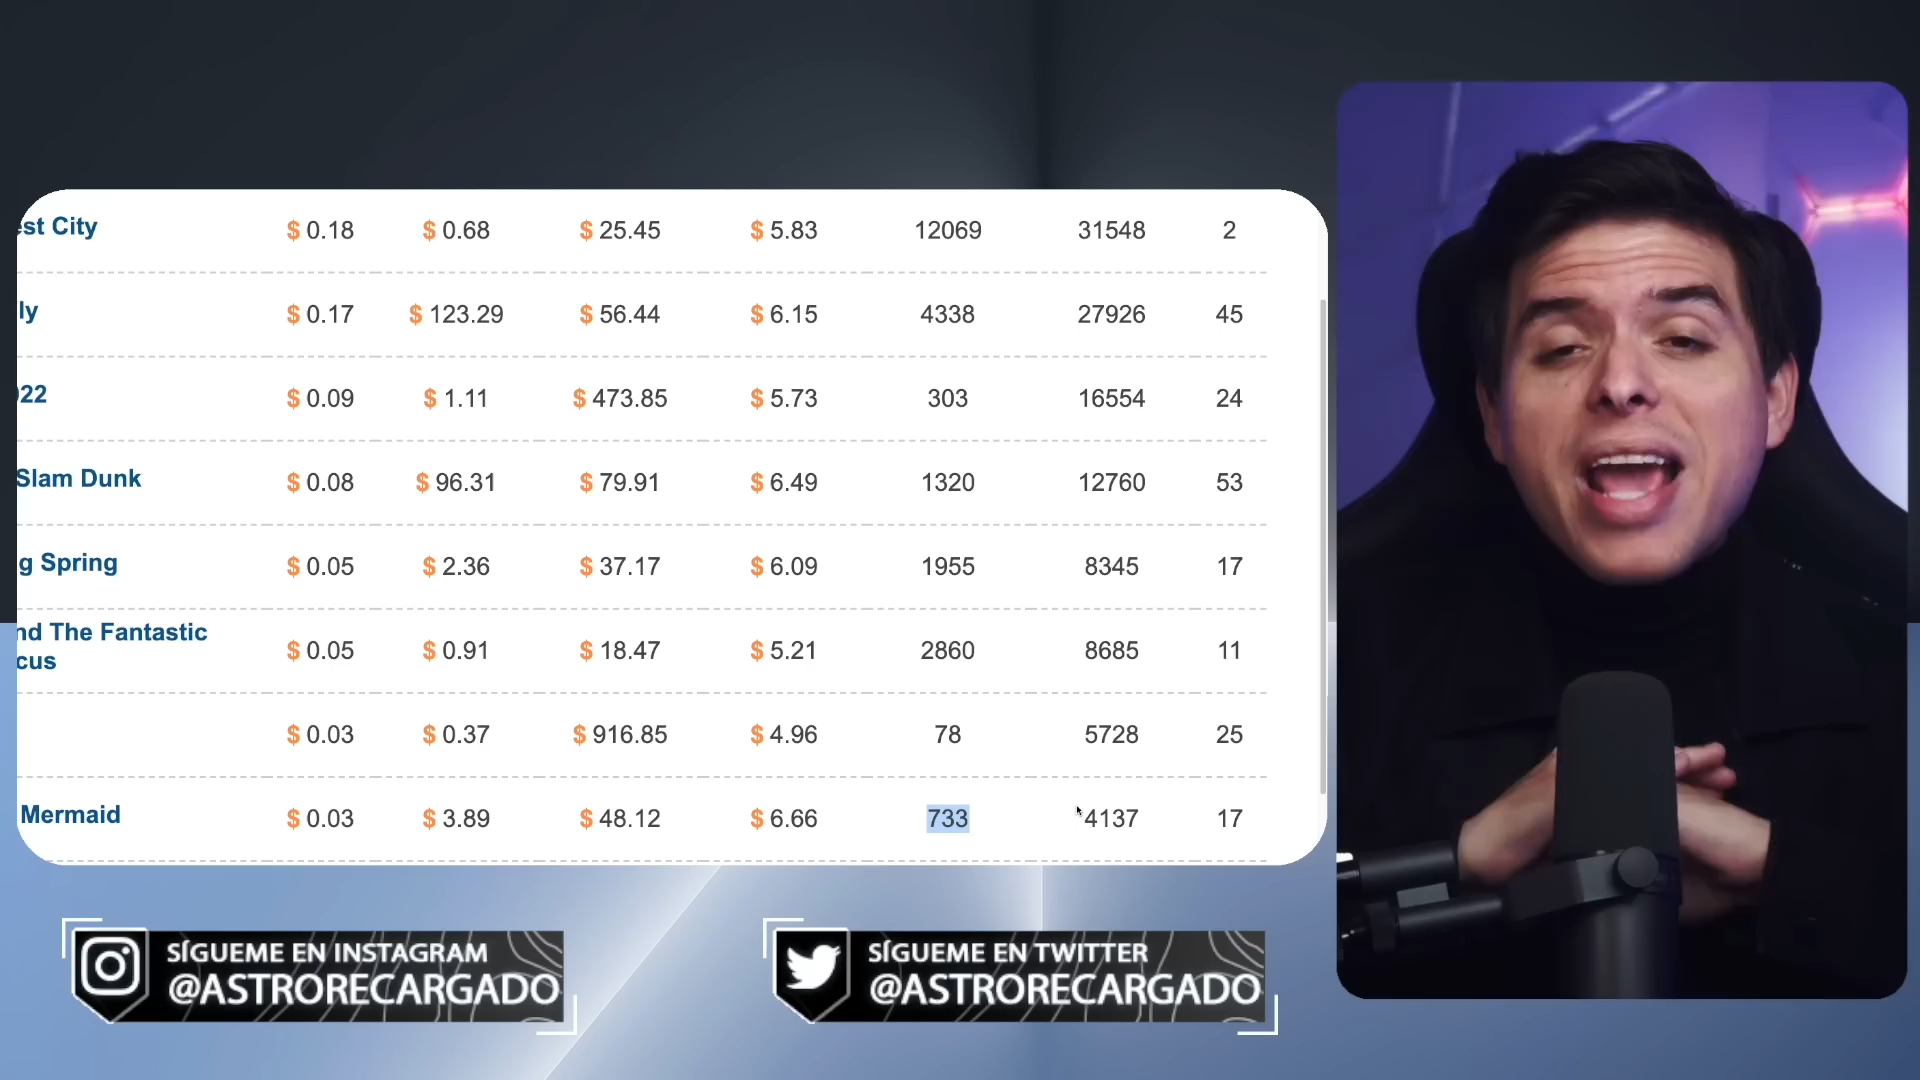 est City $ 0.18 $ 0.68 $ 25.45 $ 5.83 12069 31548 2
ly $ 0.17 $ 123.29 $ 56.44 $ 6.15 4338 27926 45
022 $ 0.09 $ 1.11 $ 473.85 $ 5.73 303 16554 24
Slam Dunk $ 0.08 $ 96.31 $ 79.91 $ 6.49 1320 12760 53
g Spring $ 0.05 $ 2.36 $ 37.17 $ 6.09 1955 8345 17
nd The Fantastic
cus $ 0.05 $ 0.91 $ 18.47 $ 5.21 2860 8685 11
$ 0.03 $ 0.37 $ 916.85 $ 4.96 78 5728 25
Mermaid $ 0.03 $ 3.89 $ 48.12 $ 6.66 733 4137 17
SÍGUEME EN INSTAGRAM
@ASTRORECARGADO
SÍGUEME EN TWITTER
@ASTRORECARGADO